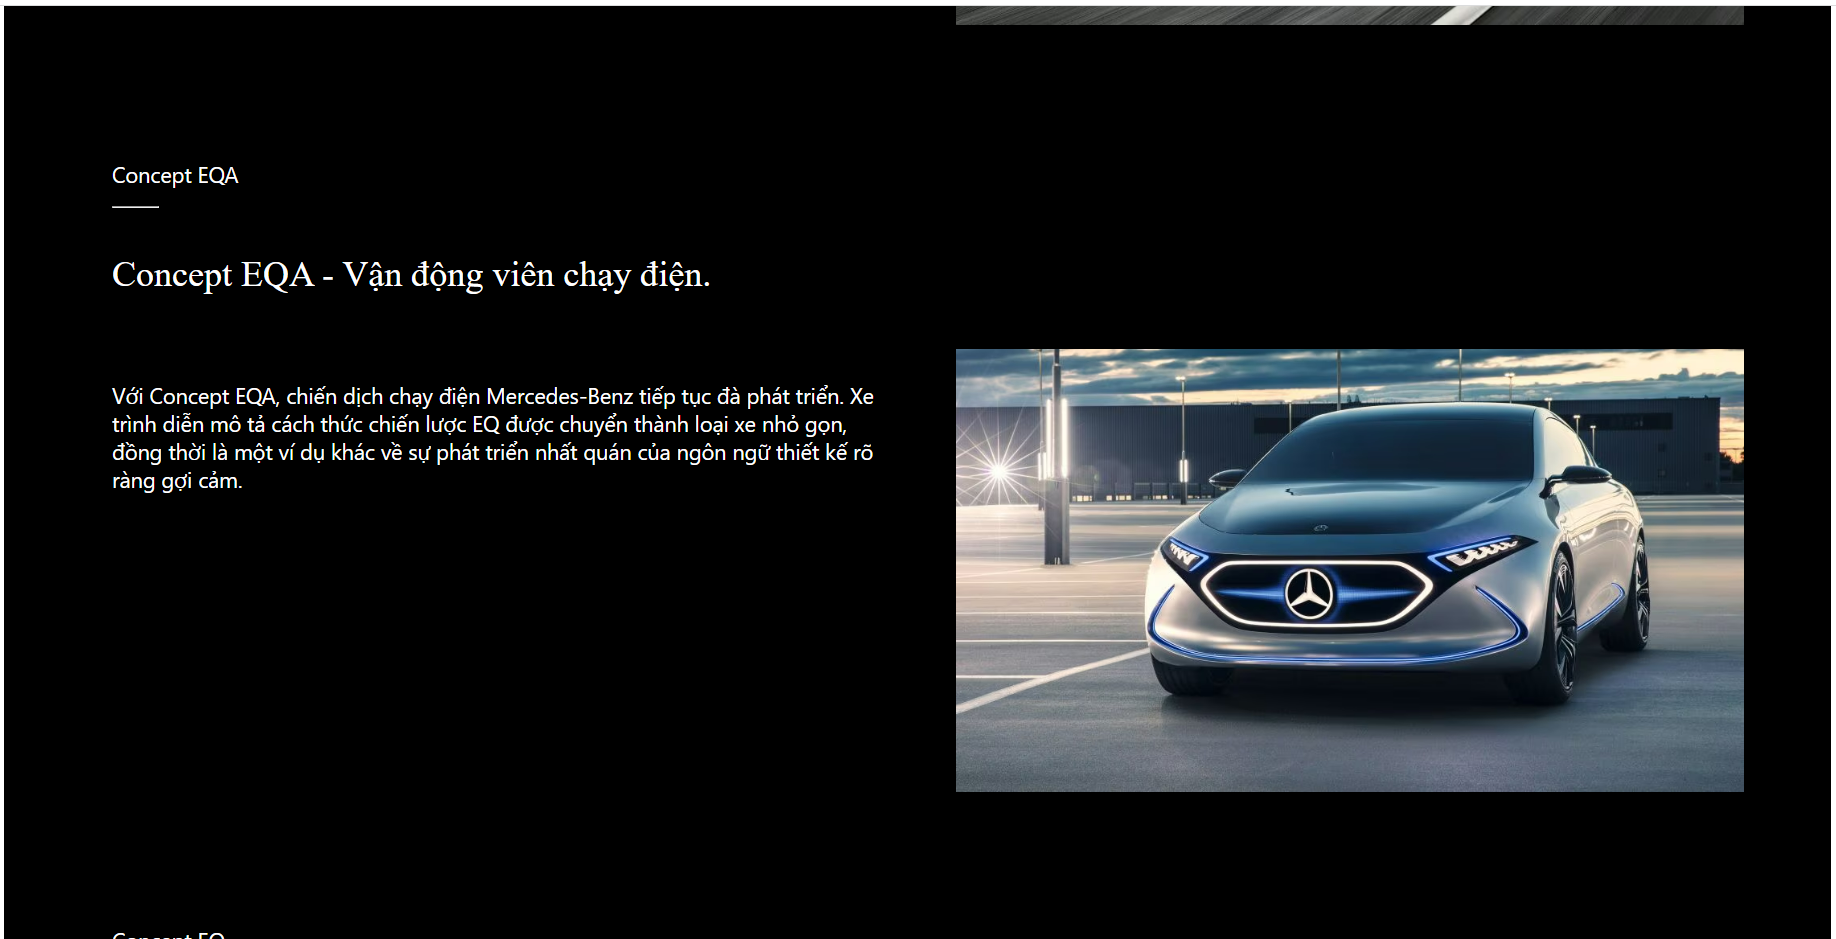 Concept EQA
Concept EQA - Vận động viên chạy điện.
Với Concept EQA, chiến dịch chạy điện Mercedes-Benz tiếp tục đà phát triển. Xe
trình diễn mô tả cách thức chiến lược EQ được chuyển thành loại xe nhỏ gọn,
đồng thời là một ví dụ khác về sự phát triển nhất quán của ngôn ngữ thiết kế rõ
ràng gợi cảm.
Concept EQ